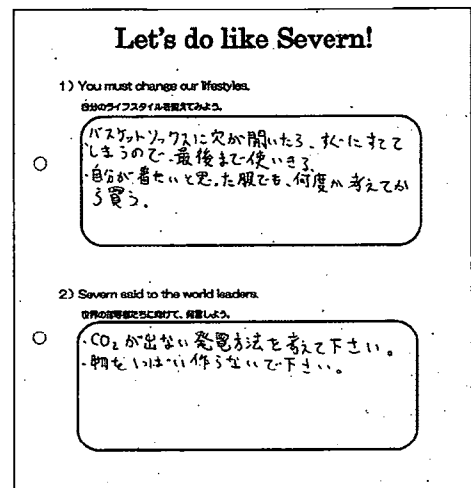 Let's do like Severn!
1) You must change our lifestyles.
自分のライフスタイルを変えてみよう。
バスケットソックスに穴が開いたら、すぐにすてて
しまうので、最後まで使いきる。
・自分が着たいと思った服でも、何度か考えてか
ら買う。
2) Severn said to the world leaders.
世界の指導者たちに向けて、発言しよう。
・CO₂が出ない発電方法を考えて下さい。
・物をいっぱい作らないで下さい。